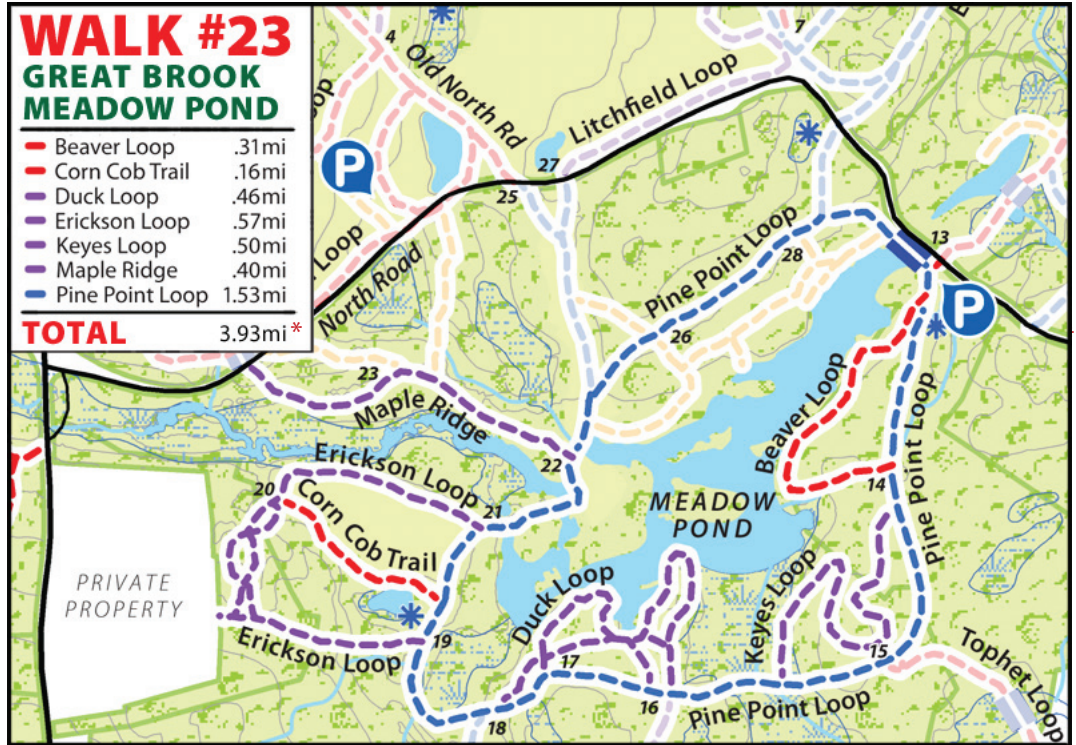 WALK #23
GREAT BROOK
MEADOW POND
Beaver Loop .31mi
Corn Cob Trail .16mi
Duck Loop .46mi
Erickson Loop .57mi
Keyes Loop .50mi
Maple Ridge .40mi
Pine Point Loop 1.53mi
TOTAL 3.93mi*
4
7
Old North Rd
Litchfield Loop
27
25
P
North Road
Loop
13
P
Pine Point Loop
28
26
23
Maple Ridge
22
Beaver Loop
14
Pine Point Loop
Erickson Loop
21
20
Corn Cob Trail
MEADOW
POND
PRIVATE
PROPERTY
Duck Loop
Keyes Loop
19
Erickson Loop
17
15
16
18
Pine Point Loop
Tophet Loop